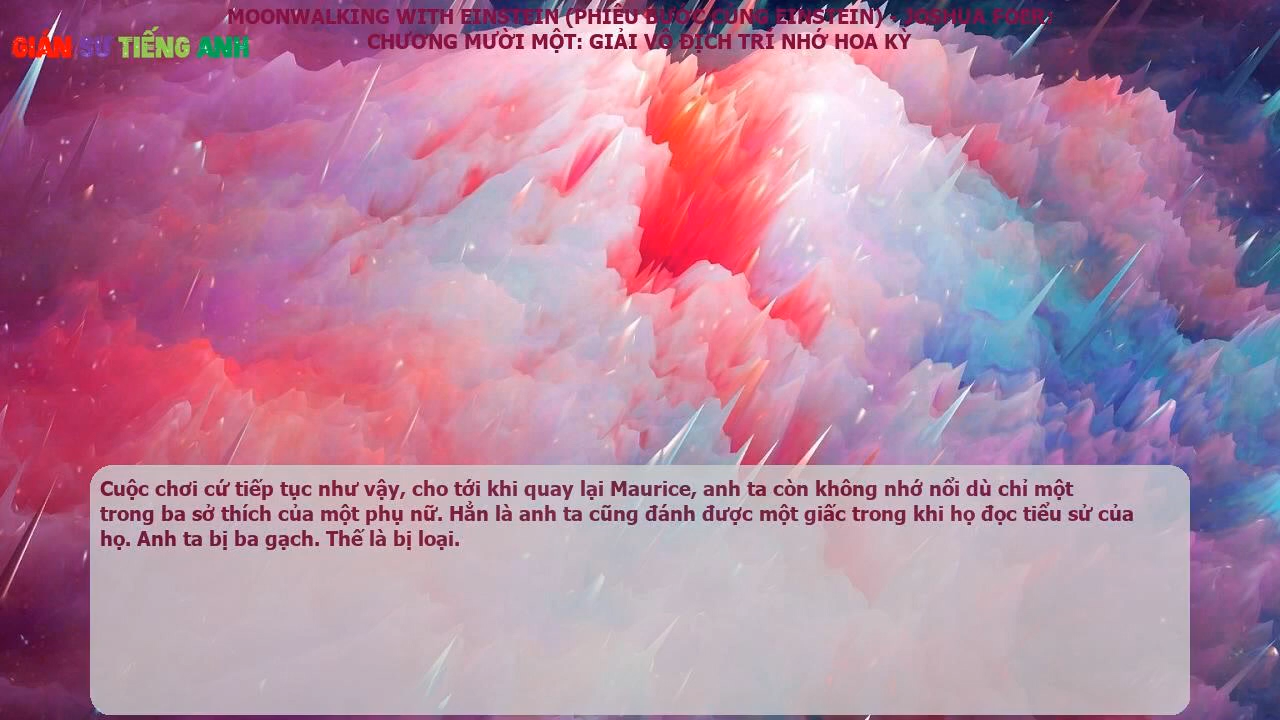 MOONWALKING WITH EINSTEIN (PHIÊU BƯỚC CÙNG EINSTEIN) - JOSHUA FOER/
CHƯƠNG MƯỜI MỘT: GIẢI VÔ ĐỊCH TRÍ NHỚ HOA KỲ
GIÁN SƯ TIẾNG ANH
Cuộc chơi cứ tiếp tục như vậy, cho tới khi quay lại Maurice, anh ta còn không nhớ nổi dù chỉ một
trong ba sở thích của một phụ nữ. Hẳn là anh ta cũng đánh được một giấc trong khi họ đọc tiểu sử của
họ. Anh ta bị ba gạch. Thế là bị loại.